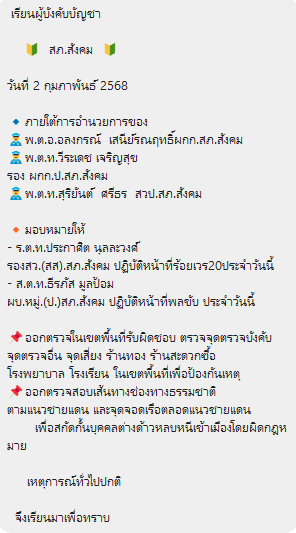 เรียนผู้บังคับบัญชา
🔰 สภ.สังคม 🔰
วันที่ 2 กุมภาพันธ์ 2568
🔹ภายใต้การอำนวยการของ
👮พ.ต.อ.อลงกรณ์ เสนีย์รณฤทธิ์ผกก.สภ.สังคม
👮พ.ต.ท.วีระเดช เจริญสุข
รอง ผกก.ป.สภ.สังคม
👮พ.ต.ท.สุริยันต์ ศรีธร สวป.สภ.สังคม
🔸มอบหมายให้
- ร.ต.ท.ประกาศิต นุลละวงศ์
รองสว.(สส).สภ.สังคม ปฏิบัติหน้าที่ร้อยเวร20ประจำวันนี้
- ส.ต.ท.ธีรภัส มูลป้อม
ผบ.หมู่.(ป.)สภ.สังคม ปฏิบัติหน้าที่พลขับ ประจำวันนี้
📌ออกตรวจในเขตพื้นที่รับผิดชอบ ตรวจจุดตรวจบังคับ
จุดตรวจอื่น จุดเสี่ยง ร้านทอง ร้านสะดวกซื้อ
โรงพยาบาล โรงเรียน ในเขตพื้นที่เพื่อป้องกันเหตุ
📌ออกตรวจสอบเส้นทางช่องทางธรรมชาติ
ตามแนวชายแดน และจุดจอดเรือตลอดแนวชายแดน
เพื่อสกัดกั้นบุคคลต่างด้าวหลบหนีเข้าเมืองโดยผิดกฎ
หมาย
เหตุการณ์ทั่วไปปกติ
จึงเรียนมาเพื่อทราบ